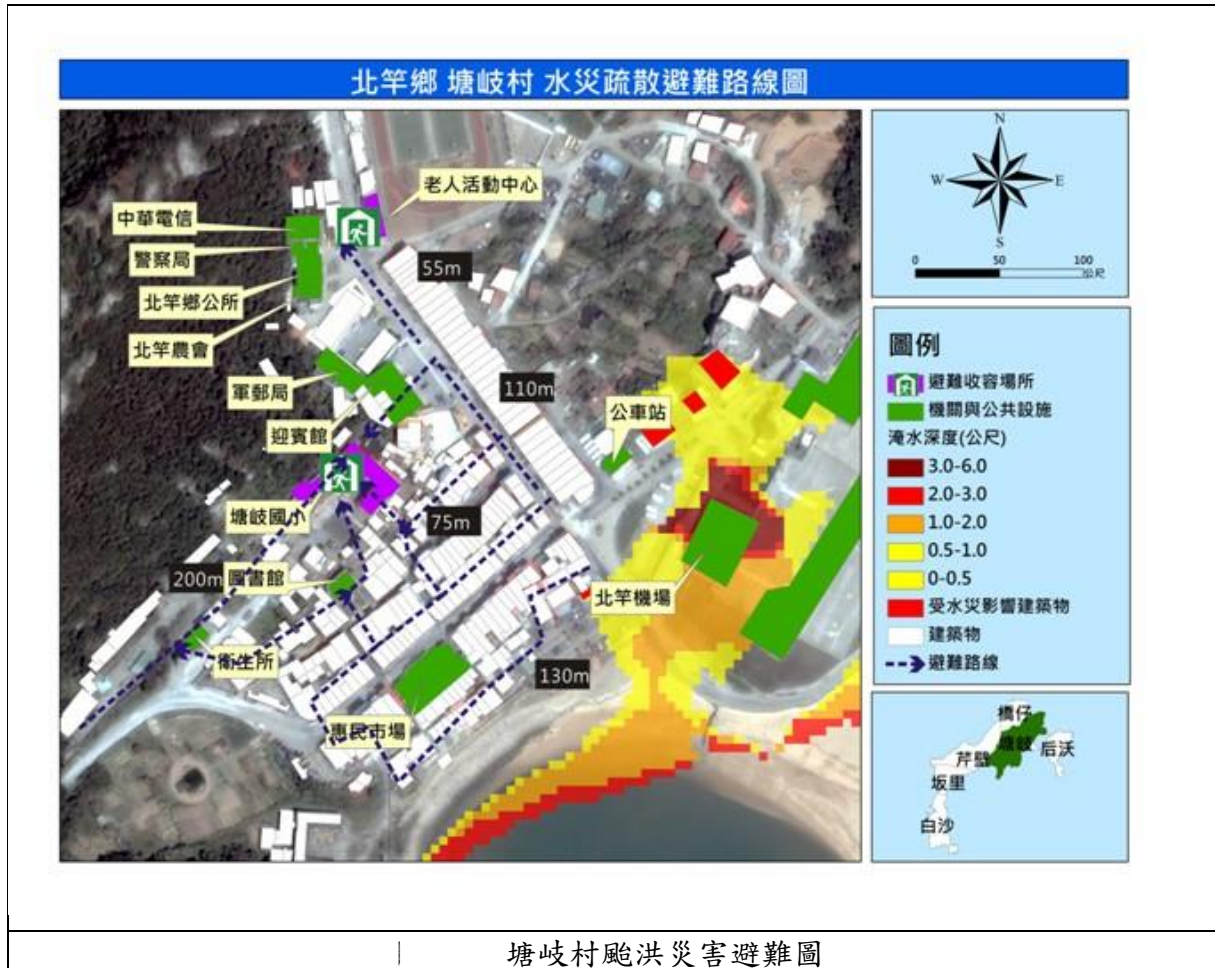 北竿鄉 塘岐村 水災疏散避難路線圖
老人活動中心
中華電信
警察局
北竿鄉公所
北竿農會
軍郵局
迎賓館
塘岐國小
圖書館
衛生所
惠民市場
公車站
北竿機場
55m
110m
75m
200m
130m
N
W
E
S
0
50
100
公尺
圖例
避難收容場所
機關與公共設施
淹水深度(公尺)
3.0-6.0
2.0-3.0
1.0-2.0
0.5-1.0
0-0.5
受水災影響建築物
建築物
避難路線
橋仔
塘岐
后沃
芹壁
坂里
白沙
塘岐村颱洪災害避難圖